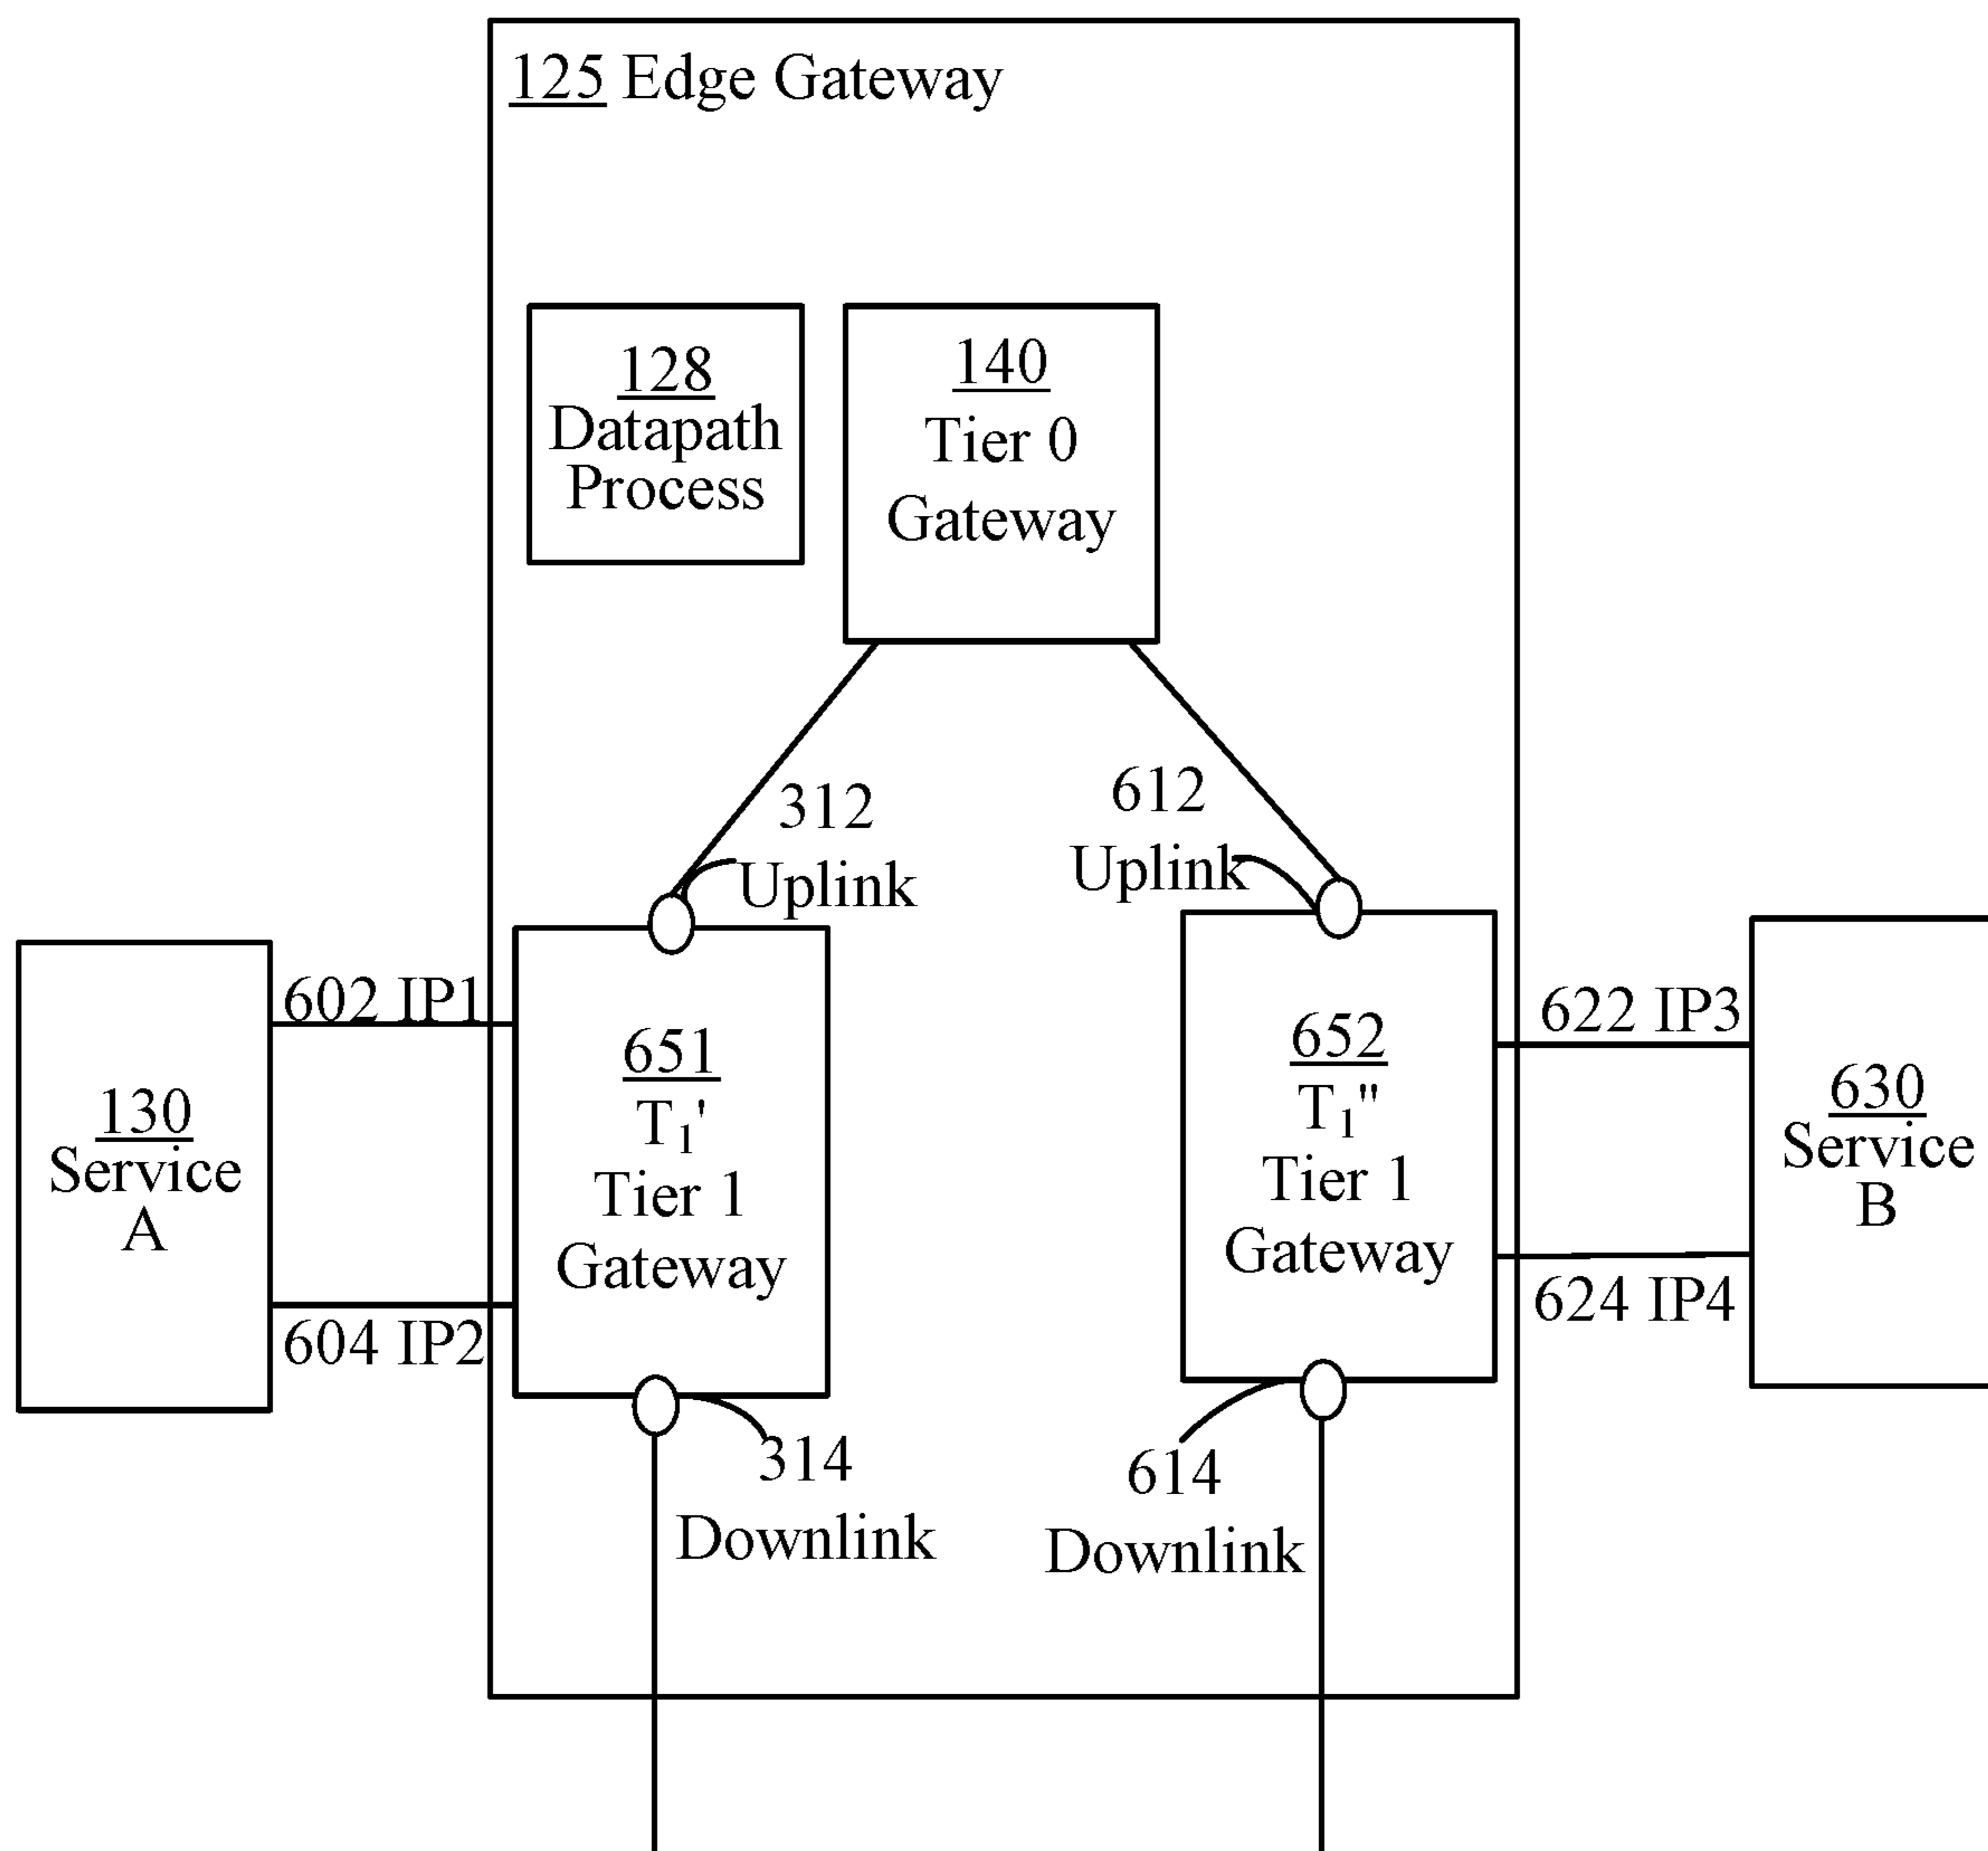 125 Edge Gateway
128
Datapath
Process
140
Tier 0
Gateway
312
Uplink
612
Uplink
602 IP1
604 IP2
130
Service
A
651
T1'
Tier 1
Gateway
652
T1"
Tier 1
Gateway
622 IP3
624 IP4
630
Service
B
314
Downlink
614
Downlink